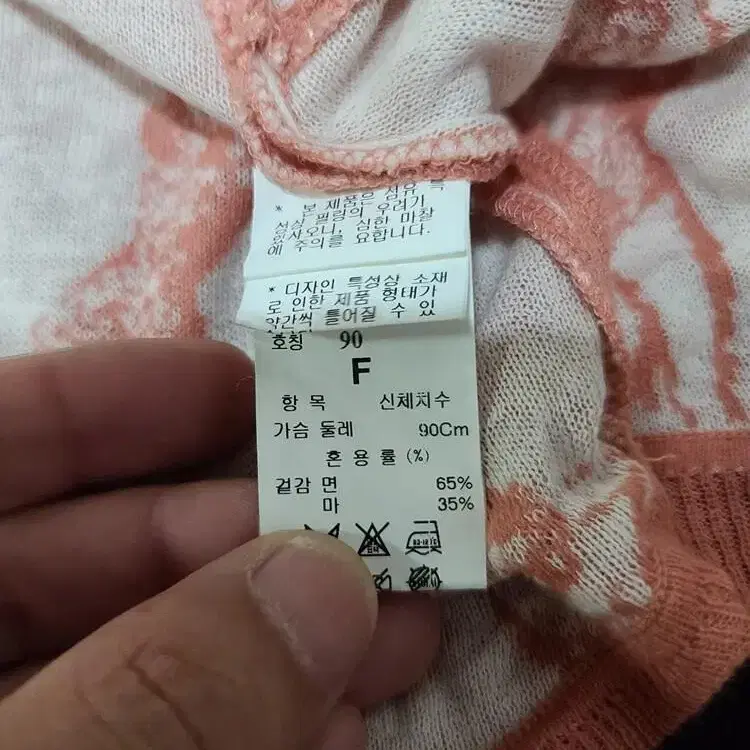 * 본 제품은 섬유
성상 필링의 우려가
있사오니, 심한 마찰
에 주의를 요합니다.
* 디자인 특성상 소재
로 인한 제품 형태가
약간씩 틀어질 수 있
호칭 90
F
항 목 신체치수
가슴 둘레 90Cm
혼 용 률 (%)
겉감 면 65%
마 35%